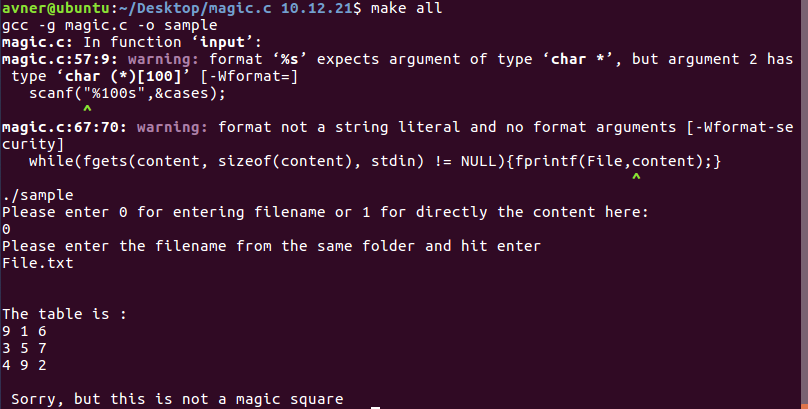 avner@ubuntu:~/Desktop/magic.c 10.12.21$ make all
gcc -g magic.c -o sample
magic.c: In function ‘input’:
magic.c:57:9: warning: format ‘%s’ expects argument of type ‘char *’, but argument 2 has
type ‘char (*)[100]’ [-Wformat=]
scanf("%100s",&cases);
^
magic.c:67:70: warning: format not a string literal and no format arguments [-Wformat-se
curity]
while(fgets(content, sizeof(content), stdin) != NULL){fprintf(File,content);}
^
./sample
Please enter 0 for entering filename or 1 for directly the content here:
0
Please enter the filename from the same folder and hit enter
File.txt
The table is :
9 1 6
3 5 7
4 9 2
Sorry, but this is not a magic square